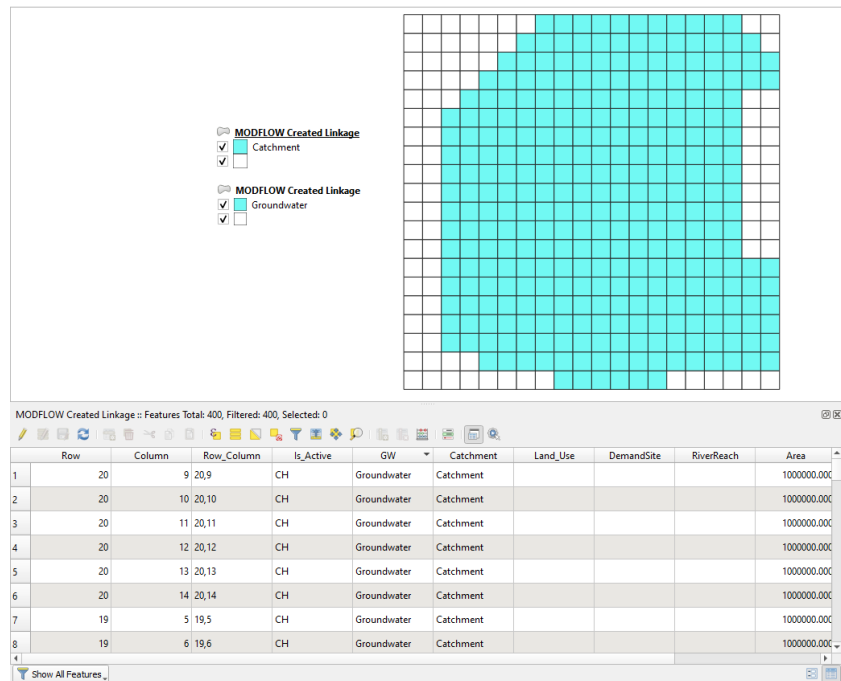 MODFLOW Created Linkage
Catchment
MODFLOW Created Linkage
Groundwater
MODFLOW Created Linkage :: Features Total: 400, Filtered: 400, Selected: 0
Row Column Row_Column Is_Active GW Catchment Land_Use DemandSite RiverReach Area
1 20 9 20,9 CH Groundwater Catchment 1000000.000
2 20 10 20,10 CH Groundwater Catchment 1000000.000
3 20 11 20,11 CH Groundwater Catchment 1000000.000
4 20 12 20,12 CH Groundwater Catchment 1000000.000
5 20 13 20,13 CH Groundwater Catchment 1000000.000
6 20 14 20,14 CH Groundwater Catchment 1000000.000
7 19 5 19,5 CH Groundwater Catchment 1000000.000
8 19 6 19,6 CH Groundwater Catchment 1000000.000
Show All Features